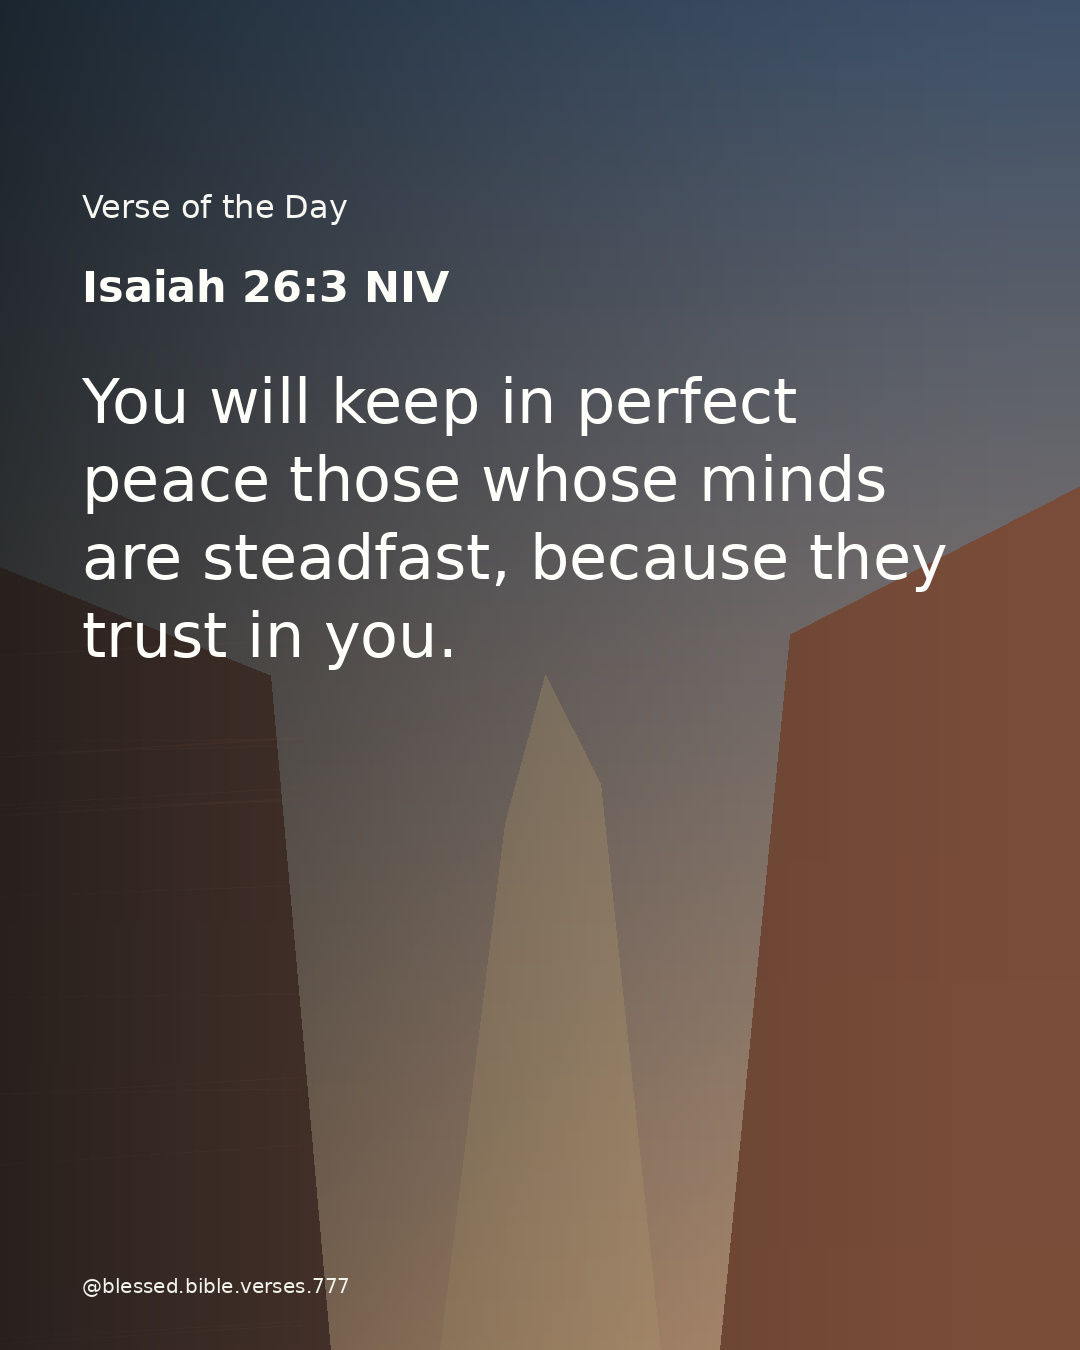 Verse of the Day
Isaiah 26:3 NIV
You will keep in perfect
peace those whose minds
are steadfast, because they
trust in you.
@blessed.bible.verses.777